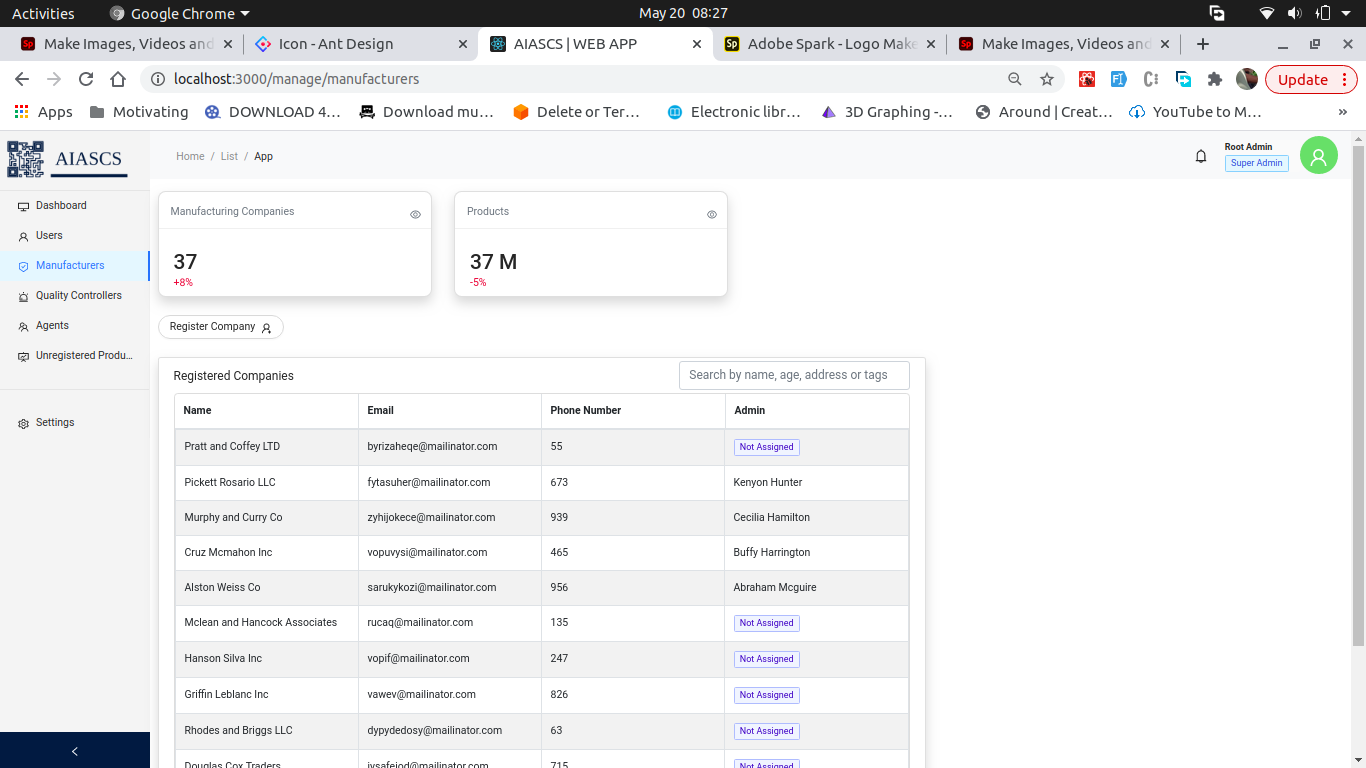 Activities Google Chrome May 20 08:27
Make Images, Videos and Icon - Ant Design AIASCS | WEB APP Adobe Spark - Logo Make Make Images, Videos and
localhost:3000/manage/manufacturers Update
Apps Motivating DOWNLOAD 4... Download mu... Delete or Ter... Electronic libr... 3D Graphing -... Around | Creat... YouTube to M... »
AIASCS
Home / List / App
Root Admin
Super Admin
Dashboard
Users
Manufacturers
Quality Controllers
Agents
Unregistered Produ...
Settings
Manufacturing Companies
37
+8%
Products
37 M
-5%
Register Company
Registered Companies Search by name, age, address or tags
Name Email Phone Number Admin
Pratt and Coffey LTD byrizaheqe@mailinator.com 55 Not Assigned
Pickett Rosario LLC fytasuher@mailinator.com 673 Kenyon Hunter
Murphy and Curry Co zyhijokece@mailinator.com 939 Cecilia Hamilton
Cruz Mcmahon Inc vopuvysi@mailinator.com 465 Buffy Harrington
Alston Weiss Co sarukykozi@mailinator.com 956 Abraham Mcguire
Mclean and Hancock Associates rucaq@mailinator.com 135 Not Assigned
Hanson Silva Inc vopif@mailinator.com 247 Not Assigned
Griffin Leblanc Inc vawev@mailinator.com 826 Not Assigned
Rhodes and Briggs LLC dypydedosy@mailinator.com 63 Not Assigned
Douglas Cox Traders 715 Not Assigned